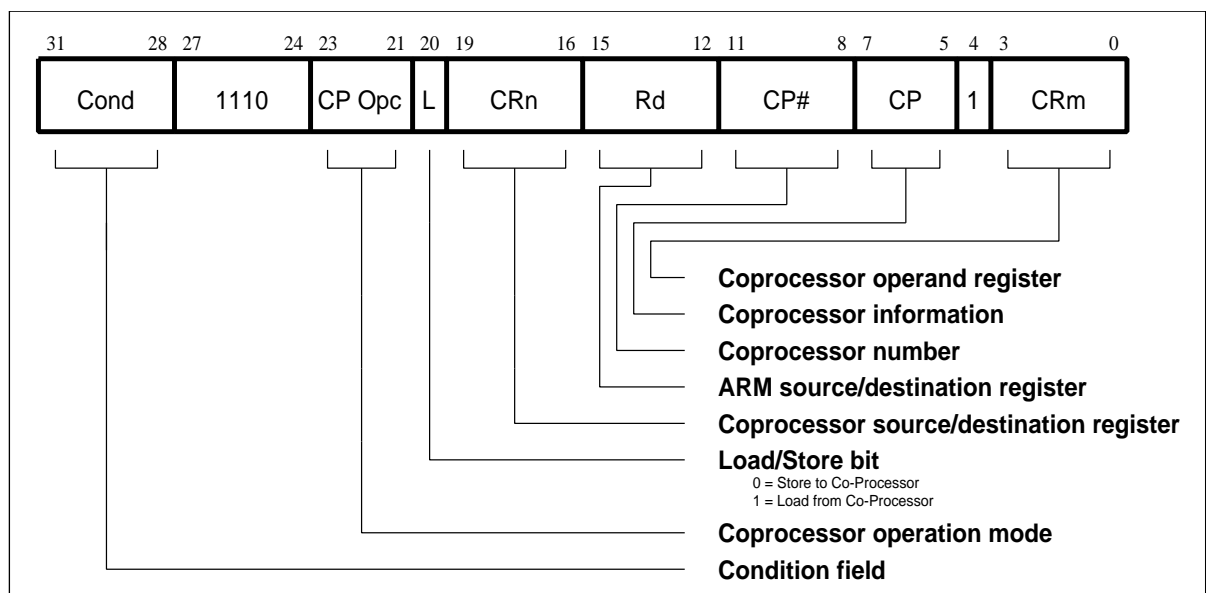 31 28 27 24 23 21 20 19 16 15 12 11 8 7 5 4 3 0
Cond 1110 CP Opc L CRn Rd CP# CP 1 CRm
Coprocessor operand register
Coprocessor information
Coprocessor number
ARM source/destination register
Coprocessor source/destination register
Load/Store bit
0 = Store to Co-Processor
1 = Load from Co-Processor
Coprocessor operation mode
Condition field